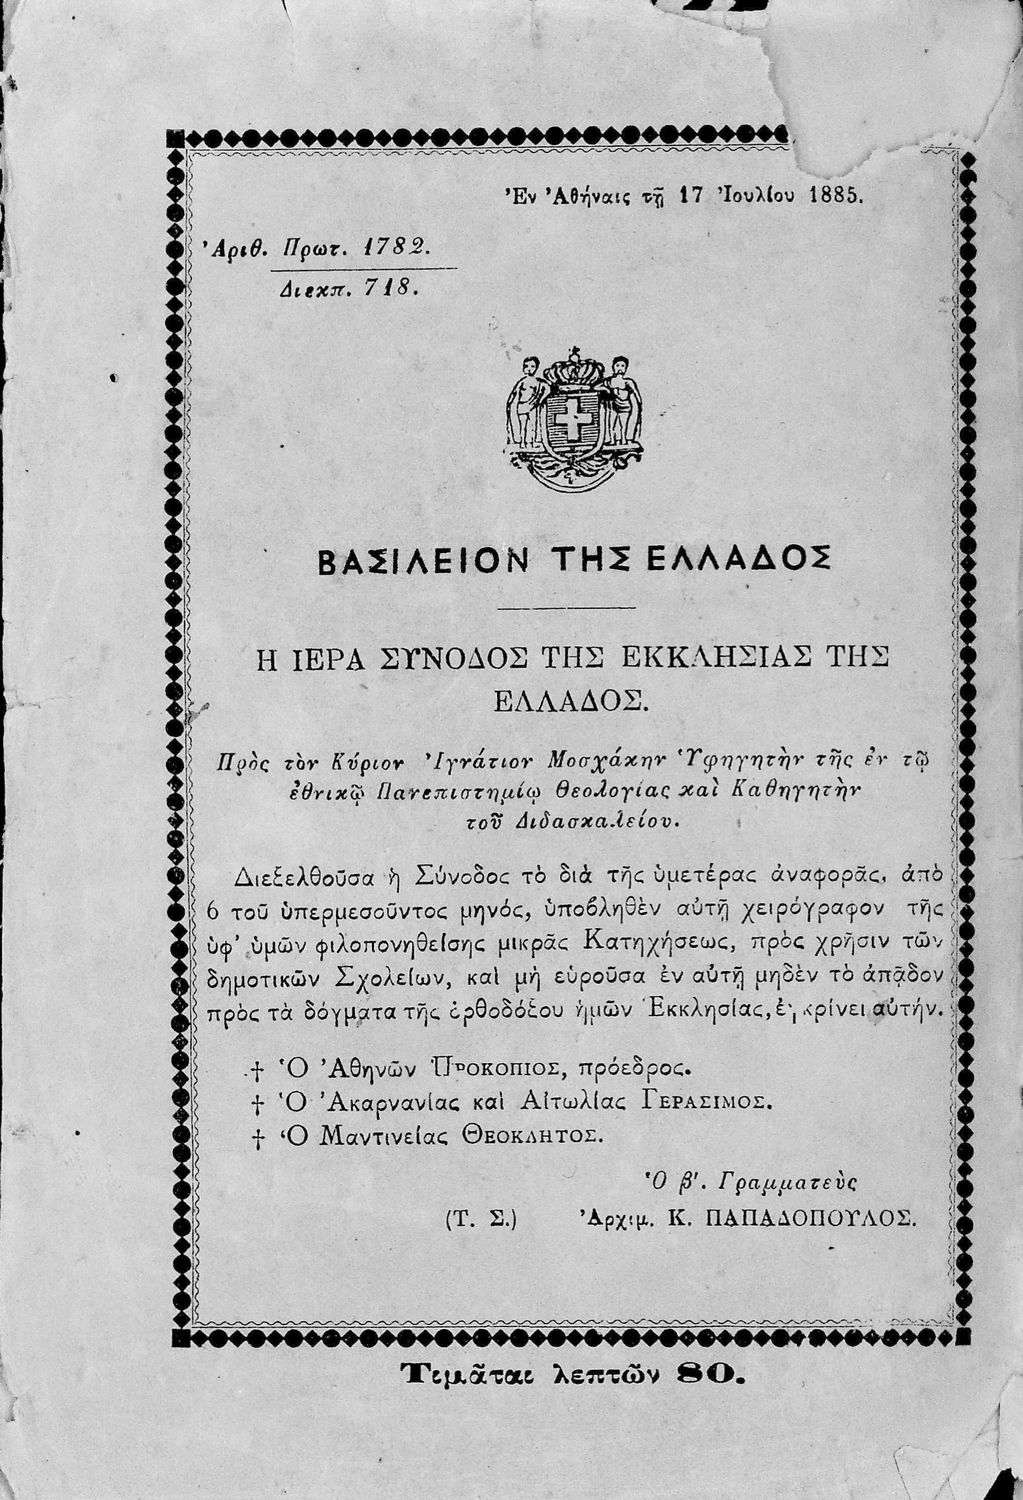 Ἐν Ἀθήναις τῇ 17 Ἰουλίου 1885.
Ἀριθ. Πρωτ. 1782.
Διεκπ. 718.
ΒΑΣΙΛΕΙΟΝ ΤΗΣ ΕΛΛΑΔΟΣ
Η ΙΕΡΑ ΣΥΝΟΔΟΣ ΤΗΣ ΕΚΚΛΗΣΙΑΣ ΤΗΣ
ΕΛΛΑΔΟΣ.
Πρὸς τὸν Κύριον Ἰγνάτιον Μοσχάκην Ὑφηγητὴν τῆς ἐν τῷ
ἐθνικῷ Πανεπιστημίῳ Θεολογίας καὶ Καθηγητὴν
τοῦ Διδασκαλείου.
Διεξελθοῦσα ἡ Σύνοδος τὸ διὰ τῆς ὑμετέρας ἀναφορᾶς, ἀπὸ
6 τοῦ ὑπερμεσοῦντος μηνός, ὑποβληθὲν αὐτῇ χειρόγραφον τῆς
ὑφ' ὑμῶν φιλοπονηθείσης μικρᾶς Κατηχήσεως, πρὸς χρῆσιν τῶν
δημοτικῶν Σχολείων, καὶ μὴ εὑροῦσα ἐν αὐτῇ μηδὲν τὸ ἀπᾷδον
πρὸς τὰ δόγματα τῆς ὀρθοδόξου ἡμῶν Ἐκκλησίας, ἐγκρίνει αὐτήν.
† Ὁ Ἀθηνῶν ΠΡΟΚΟΠΙΟΣ, πρόεδρος.
† Ὁ Ἀκαρνανίας καὶ Αἰτωλίας ΓΕΡΑΣΙΜΟΣ.
† Ὁ Μαντινείας ΘΕΟΚΛΗΤΟΣ.
Ὁ β'. Γραμματεὺς
(Τ. Σ.) Ἀρχιμ. Κ. ΠΑΠΑΔΟΠΟΥΛΟΣ.
Τιμᾶται λεπτῶν 80.